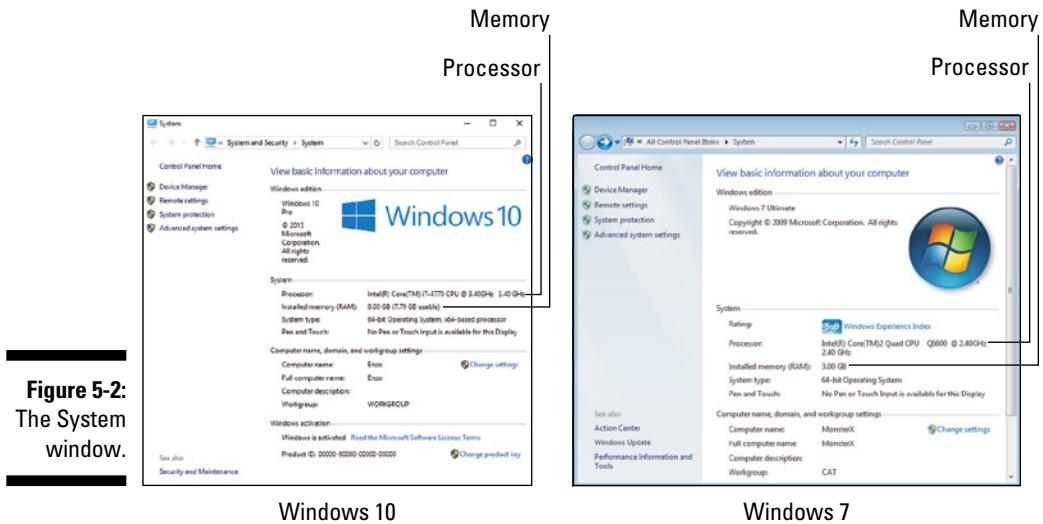 Memory
Processor
System
System and Security › System
Search Control Panel
Control Panel Home
Device Manager
Remote settings
System protection
Advanced system settings
See also
Security and Maintenance
View basic information about your computer
Windows edition
Windows 10
Pro
© 2015
Microsoft
Corporation.
All rights
reserved.
Windows 10
System
Processor: Intel(R) Core(TM) i7-4770 CPU @ 3.40GHz 3.40 GHz
Installed memory (RAM): (7.79 GB usable)
System type: 64-bit Operating System, x64-based processor
Pen and Touch: No Pen or Touch Input is available for this Display
Computer name, domain, and workgroup settings
Computer name: Enzo
Change settings
Full computer name: Enzo
Computer description:
Workgroup: WORKGROUP
Windows activation
Windows is activated Read the Microsoft Software License Terms
Product ID: 00000-80000-00000-00000
Change product key
Windows 10
Memory
Processor
All Control Panel Items System
Search Control Panel
Control Panel Home
Device Manager
Remote settings
System protection
Advanced system settings
See also
Action Center
Windows Update
Performance Information and
Tools
View basic information about your computer
Windows edition
Windows 7 Ultimate
Copyright © 2009 Microsoft Corporation. All rights
reserved.
System
Rating: Windows Experience Index
Processor: Intel(R) Core(TM)2 Quad CPU @ 2.40GHz
2.40 GHz
Installed memory (RAM): 3.00 GB
System type: 64-bit Operating System
Pen and Touch: No Pen or Touch Input is available for this Display
Computer name, domain, and workgroup settings
Computer name: MonsterX
Change settings
Full computer name: MonsterX
Computer description:
Workgroup: CAT
Windows 7
Figure 5-2:
The System
window.